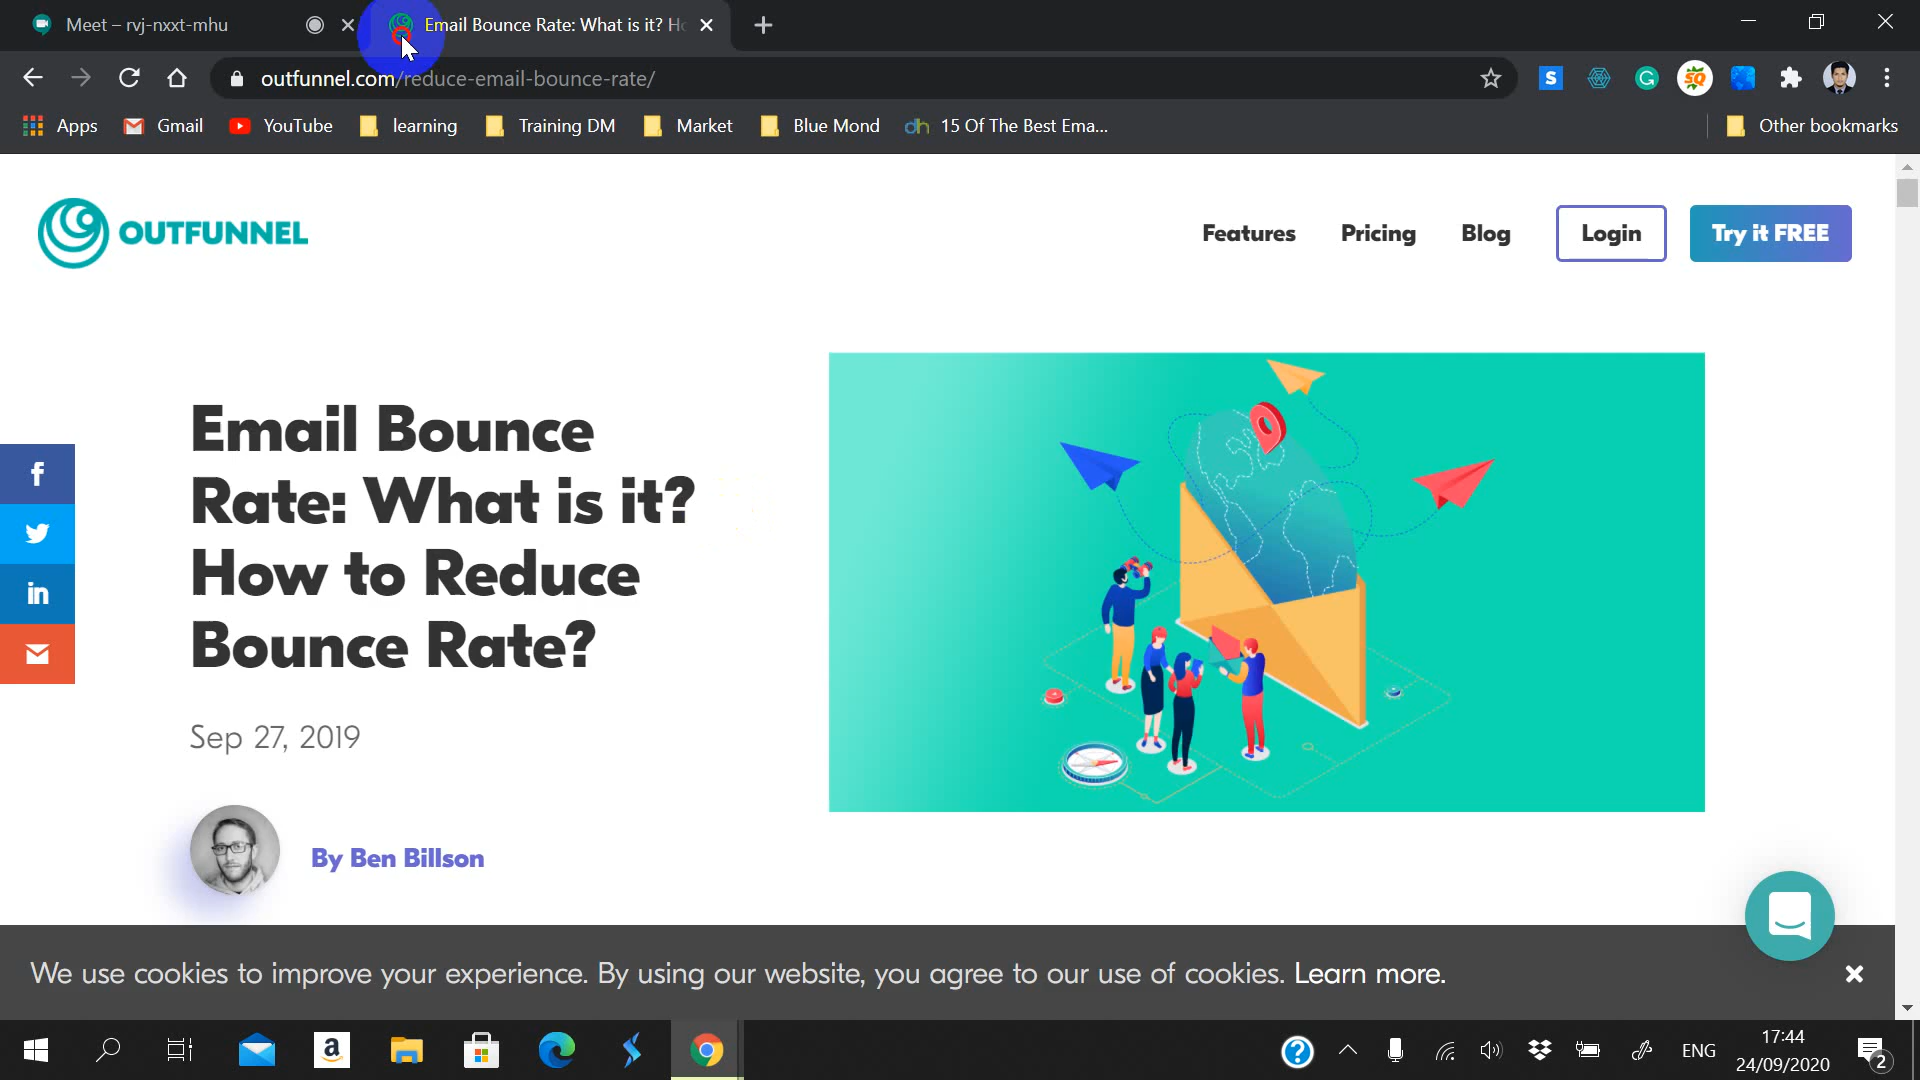 Meet – rvj-nxxt-mhu
Email Bounce Rate: What is it? Ho
outfunnel.com/reduce-email-bounce-rate/
Apps
Gmail
YouTube
learning
Training DM
Market
Blue Mond
15 Of The Best Ema...
Other bookmarks
OUTFUNNEL
Features
Pricing
Blog
Login
Try it FREE
Email Bounce
Rate: What is it?
How to Reduce
Bounce Rate?
Sep 27, 2019
By Ben Billson
We use cookies to improve your experience. By using our website, you agree to our use of cookies. Learn more.
ENG
17:44
24/09/2020
2